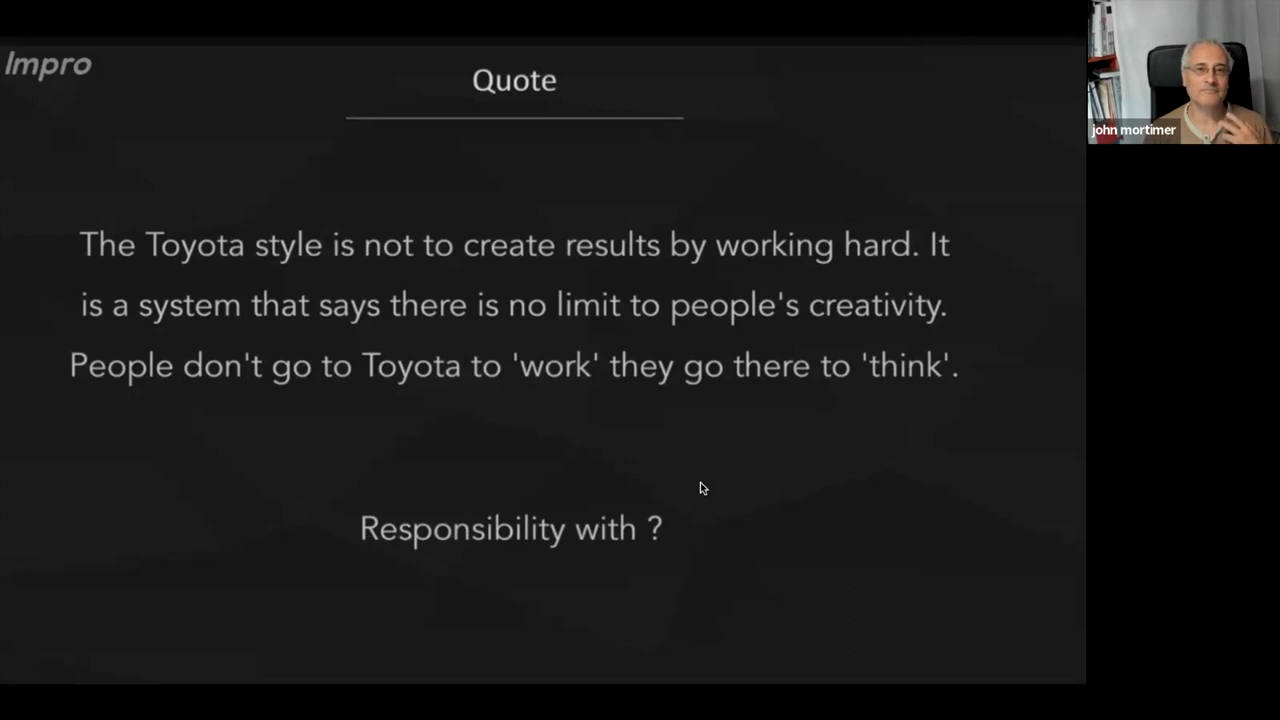 Impro
Quote
The Toyota style is not to create results by working hard. It
is a system that says there is no limit to people's creativity.
People don't go to Toyota to 'work' they go there to 'think'.
Responsibility with ?
john mortimer